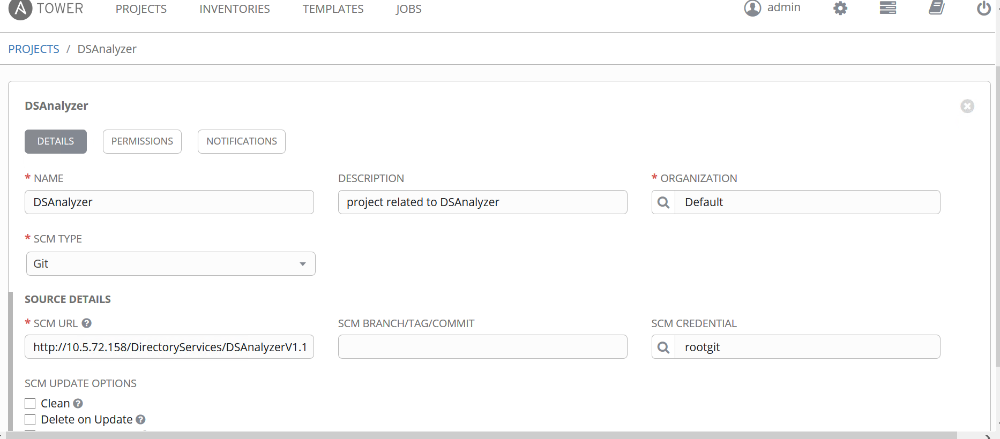 TOWER PROJECTS INVENTORIES TEMPLATES JOBS admin
PROJECTS / DSAnalyzer
DSAnalyzer
DETAILS PERMISSIONS NOTIFICATIONS
* NAME DESCRIPTION * ORGANIZATION
DSAnalyzer project related to DSAnalyzer Default
* SCM TYPE
Git
SOURCE DETAILS
* SCM URL ? SCM BRANCH/TAG/COMMIT SCM CREDENTIAL
http://10.5.72.158/DirectoryServices/DSAnalyzerV1.1 rootgit
SCM UPDATE OPTIONS
Clean ?
Delete on Update ?